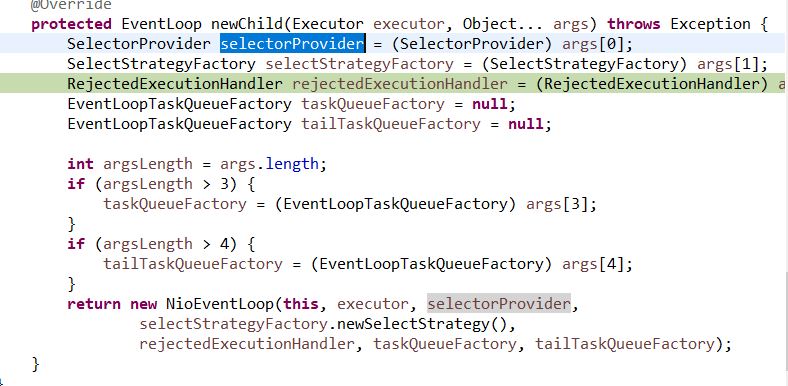 @Override
protected EventLoop newChild(Executor executor, Object... args) throws Exception {
SelectorProvider selectorProvider = (SelectorProvider) args[0];
SelectStrategyFactory selectStrategyFactory = (SelectStrategyFactory) args[1];
RejectedExecutionHandler rejectedExecutionHandler = (RejectedExecutionHandler) a
EventLoopTaskQueueFactory taskQueueFactory = null;
EventLoopTaskQueueFactory tailTaskQueueFactory = null;
int argsLength = args.length;
if (argsLength > 3) {
taskQueueFactory = (EventLoopTaskQueueFactory) args[3];
}
if (argsLength > 4) {
tailTaskQueueFactory = (EventLoopTaskQueueFactory) args[4];
}
return new NioEventLoop(this, executor, selectorProvider,
selectStrategyFactory.newSelectStrategy(),
rejectedExecutionHandler, taskQueueFactory, tailTaskQueueFactory);
}